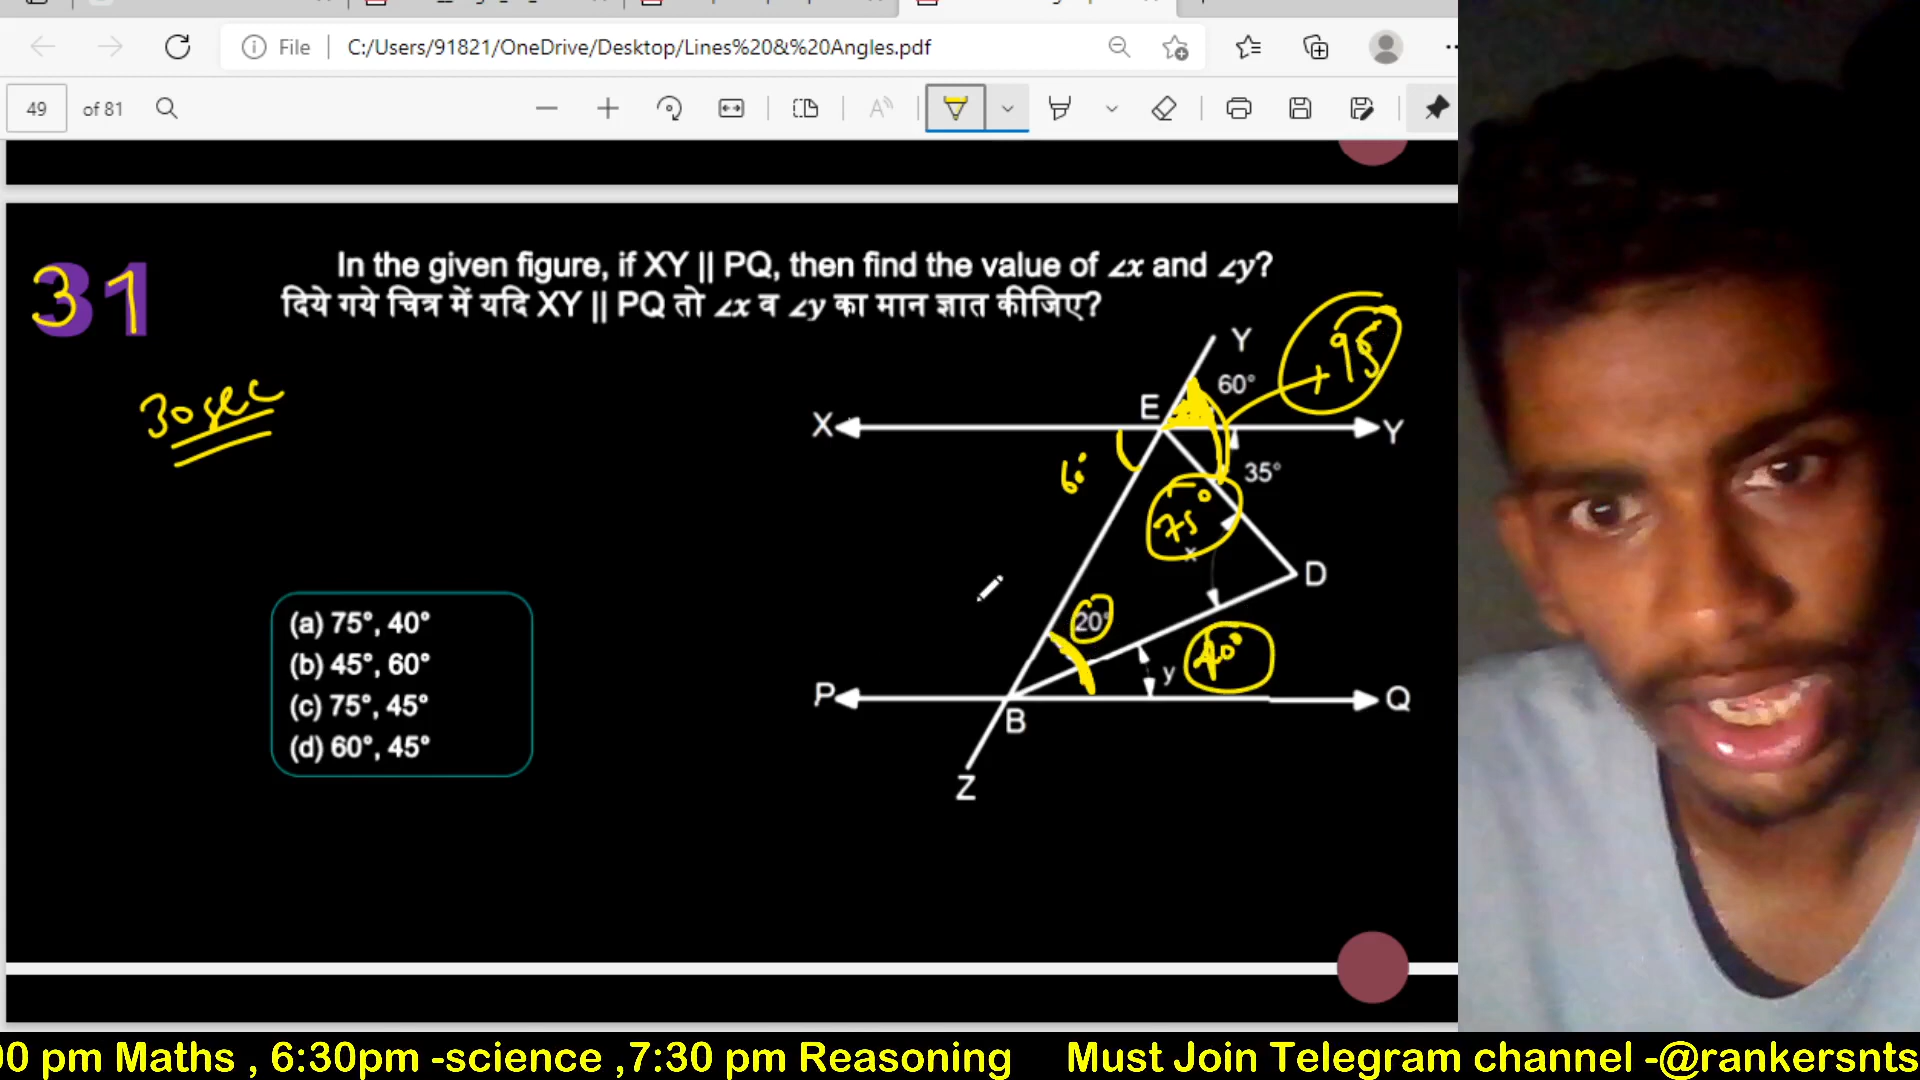 File C:/Users/91821/OneDrive/Desktop/Lines%20&%20Angles.pdf
49 of 81
31
In the given figure, if XY || PQ, then find the value of ∠x and ∠y?
दिये गये चित्र में यदि XY || PQ तो ∠x व ∠y का मान ज्ञात कीजिए?
30 sec
Y
60°
+ 95
E
X
Y
60°
35°
75°
x
D
20°
40°
y
P
Q
B
Z
(a) 75°, 40°
(b) 45°, 60°
(c) 75°, 45°
(d) 60°, 45°
00 pm Maths , 6:30pm -science ,7:30 pm Reasoning Must Join Telegram channel -@rankersnts